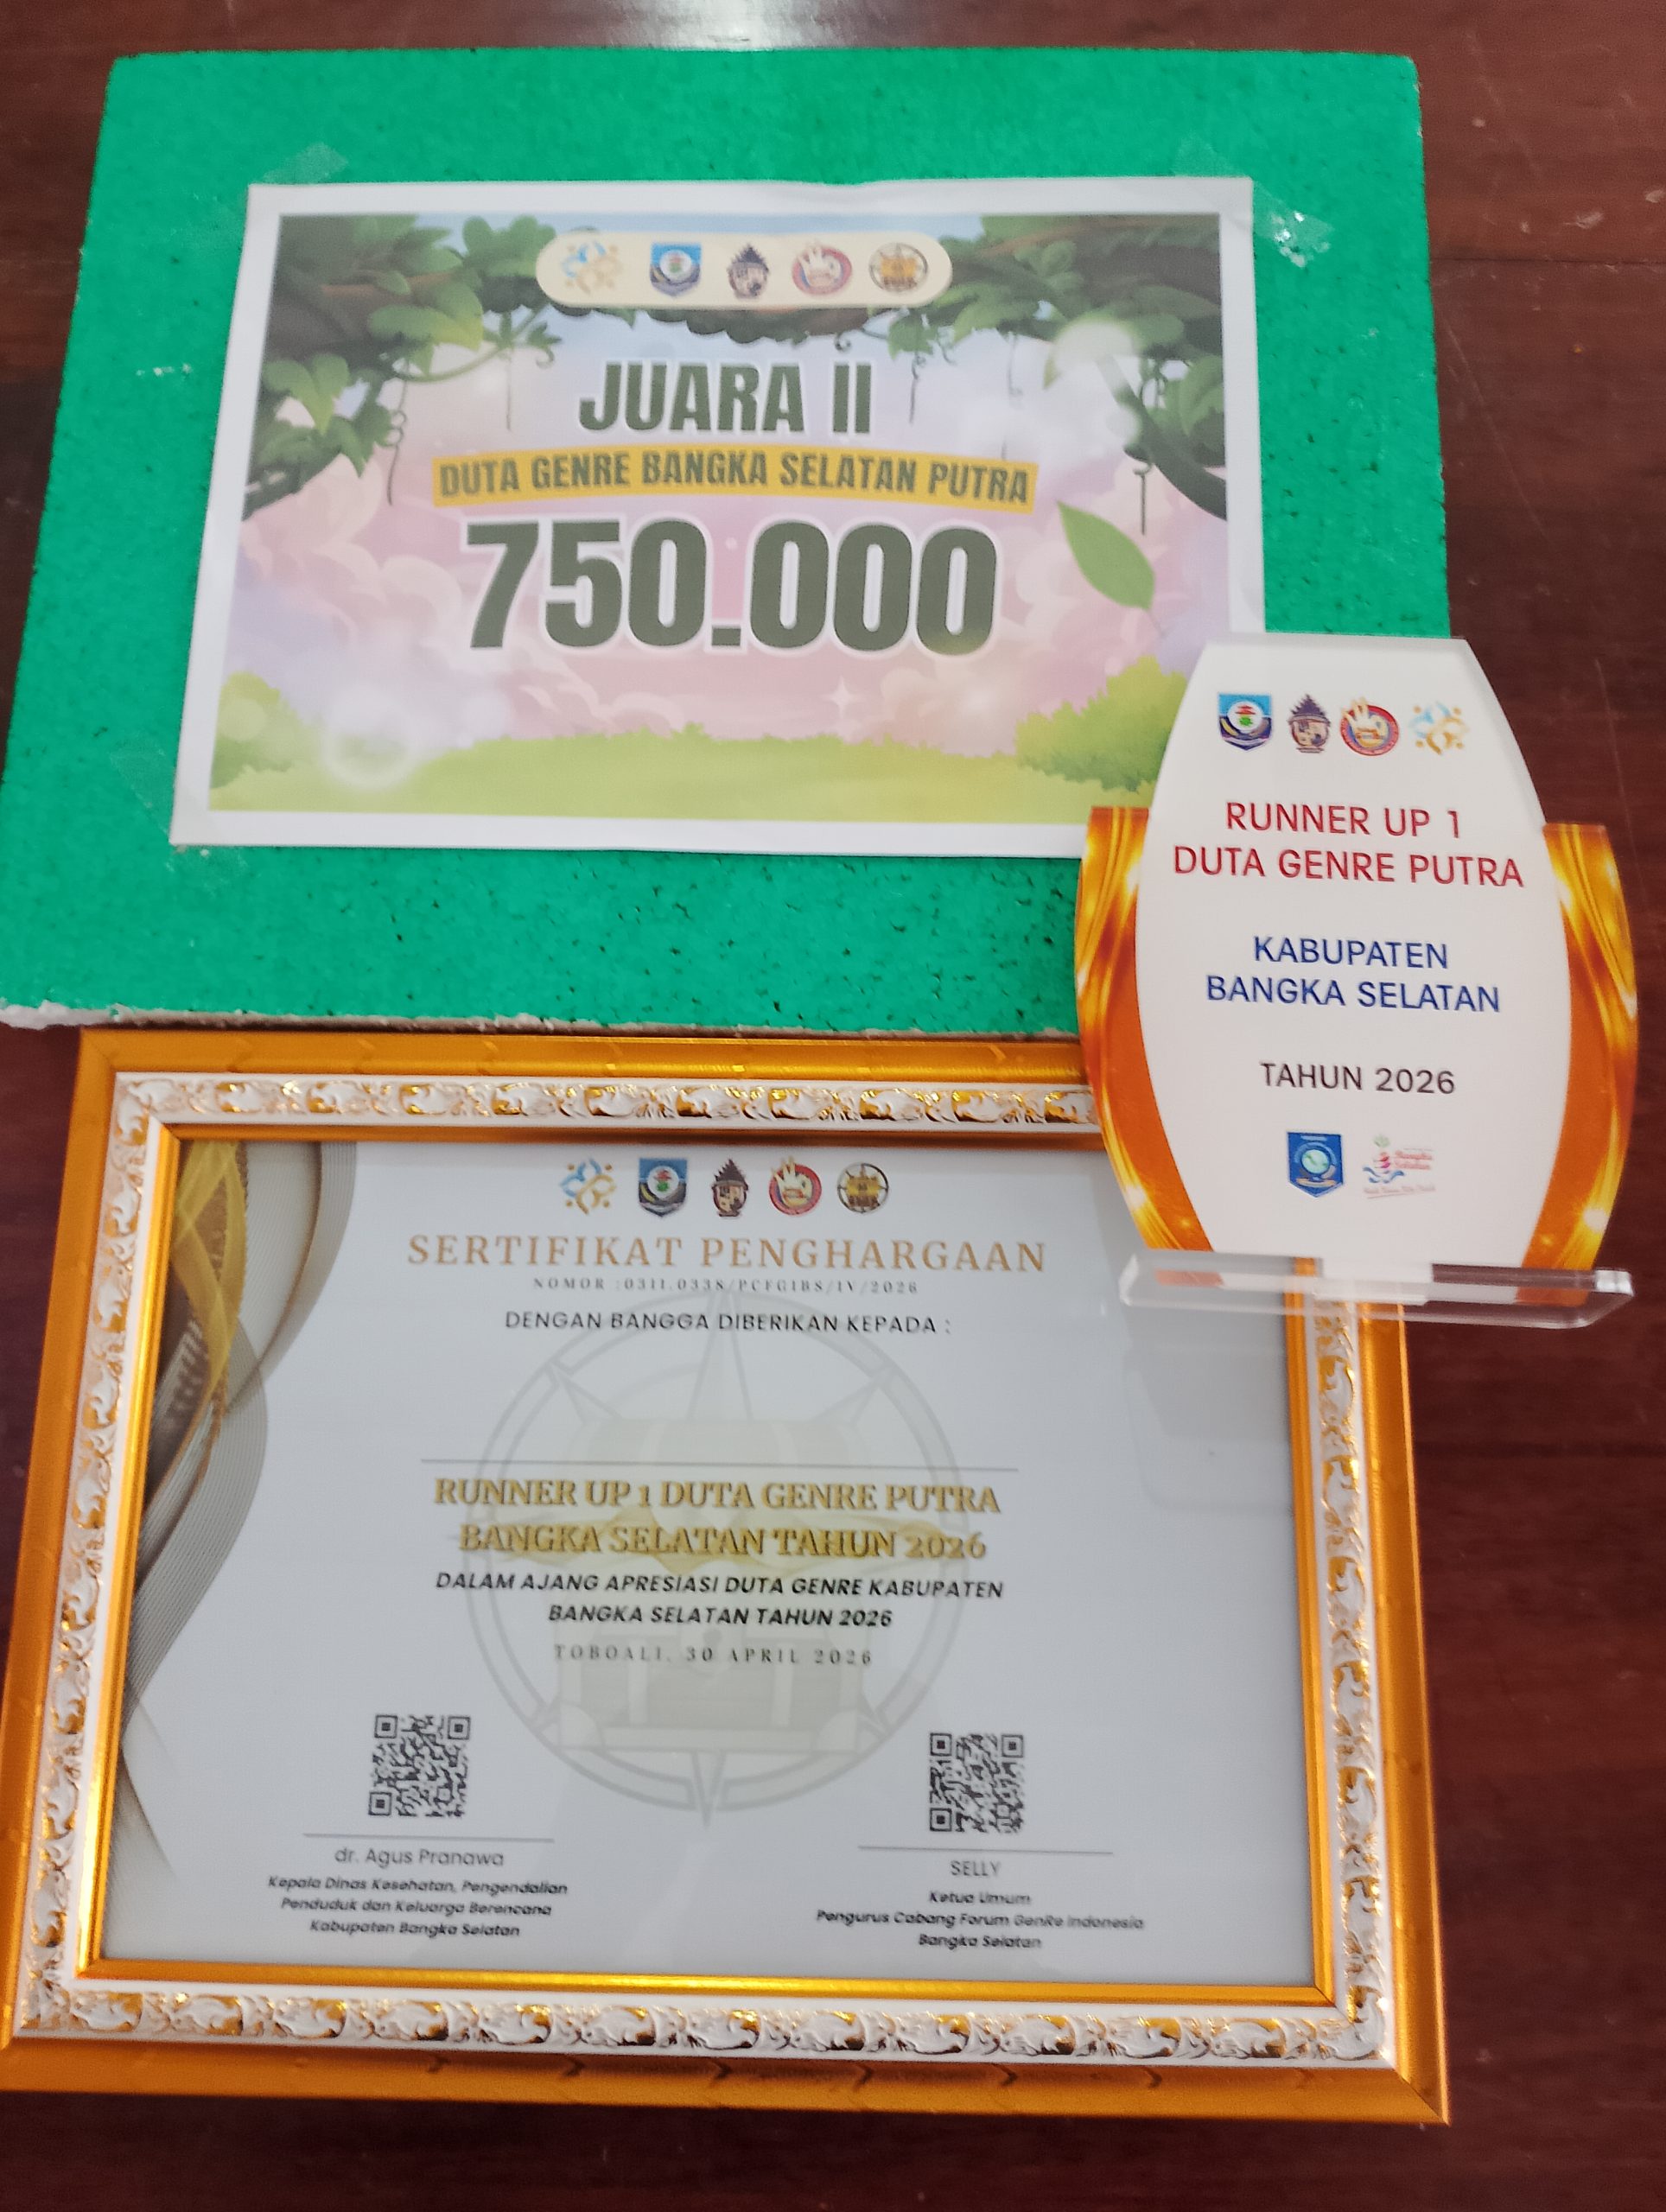 JUARA II
DUTA GENRE BANGKA SELATAN PUTRA
750.000
RUNNER UP 1
DUTA GENRE PUTRA
KABUPATEN
BANGKA SELATAN
TAHUN 2026
SERTIFIKAT PENGHARGAAN
NOMOR :0311.0338/PCFGIBS/IV/2026
DENGAN BANGGA DIBERIKAN KEPADA :
RUNNER UP 1 DUTA GENRE PUTRA
BANGKA SELATAN TAHUN 2026
DALAM AJANG APRESIASI DUTA GENRE KABUPATEN
BANGKA SELATAN TAHUN 2026
TOBOALI, 30 APRIL 2026
dr. Agus Pranawa
Kepala Dinas Kesehatan, Pengendalian
Penduduk dan Keluarga Berencana
Kabupaten Bangka Selatan
SELLY
Ketua Umum
Pengurus Cabang Forum GenRe Indonesia
Bangka Selatan